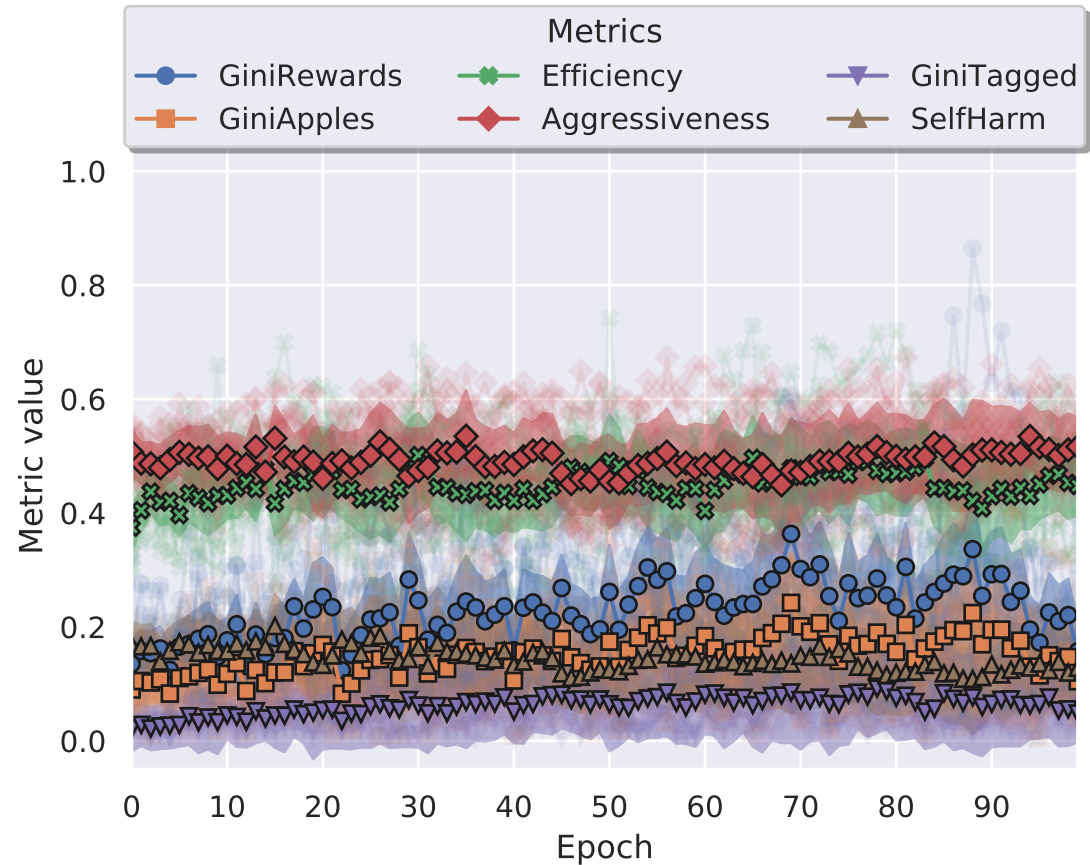 Metrics
GiniRewards Efficiency GiniTagged
GiniApples Aggressiveness SelfHarm
1.0
0.8
0.6
0.4
0.2
0.0
Metric value
0 10 20 30 40 50 60 70 80 90
Epoch